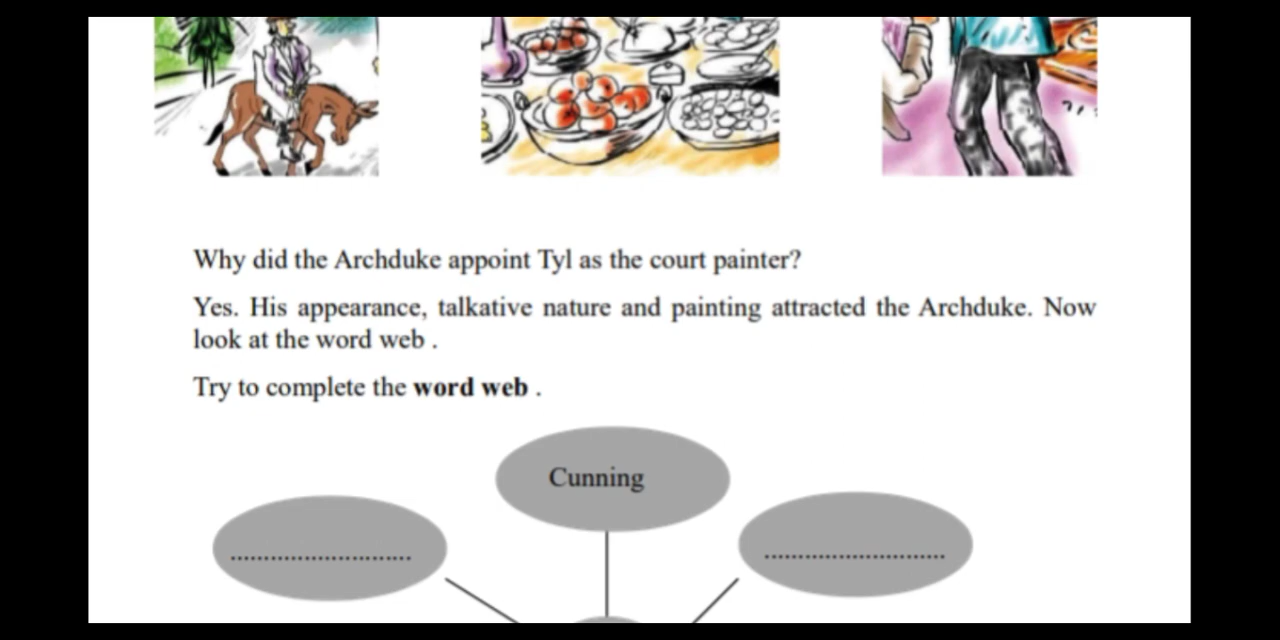 Why did the Archduke appoint Tyl as the court painter?
Yes. His appearance, talkative nature and painting attracted the Archduke. Now
look at the word web .
Try to complete the word web .
Cunning
........................... ...........................